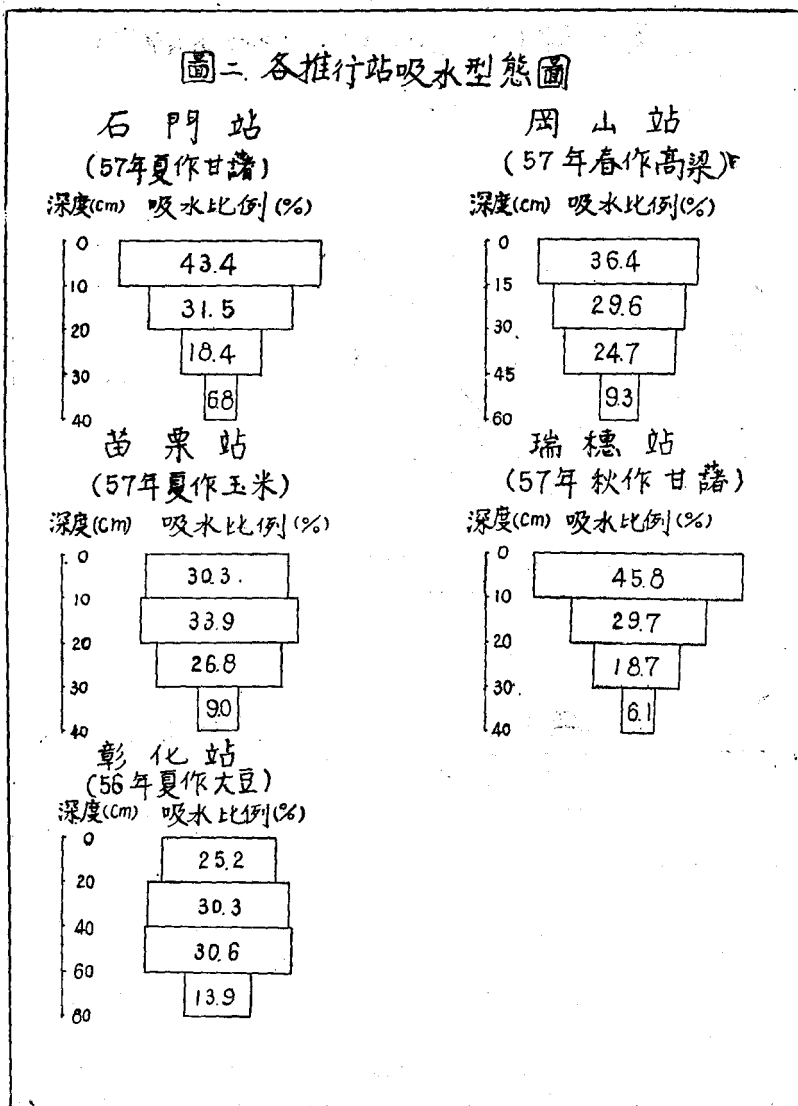 圖二. 各推行站吸水型態圖
石門站
(57年夏作甘藷)
深度(cm) 吸水比例(%)
0
43.4
10
31.5
20
18.4
30
6.8
40
苗栗站
(57年夏作玉米)
深度(cm) 吸水比例(%)
0
30.3
10
33.9
20
26.8
30
9.0
40
彰化站
(56年夏作大豆)
深度(cm) 吸水比例(%)
0
25.2
20
30.3
40
30.6
60
13.9
80
岡山站
(57年春作高梁)
深度(cm) 吸水比例(%)
0
36.4
15
29.6
30
24.7
45
9.3
60
瑞穗站
(57年秋作甘藷)
深度(cm) 吸水比例(%)
0
45.8
10
29.7
20
18.7
30
6.1
40